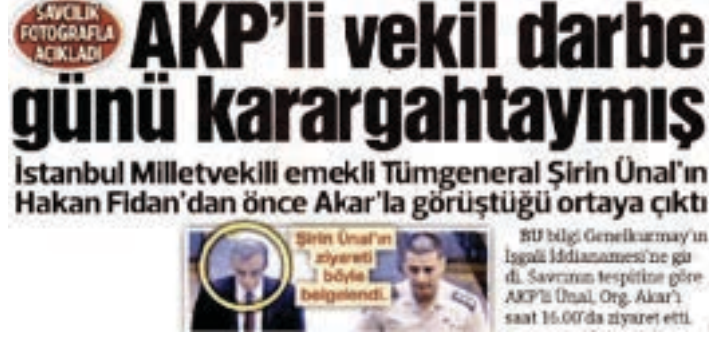 SAVCILIK
FOTOĞRAFLA
AÇIKLADI
AKP'li vekil darbe
günü karargahtaymış
İstanbul Milletvekili emekli Tümgeneral Şirin Ünal'ın
Hakan Fidan'dan önce Akar'la görüştüğü ortaya çıktı
Şirin Ünal'ın
ziyareti
böyle
belgelendi.
BU bilgi Genelkurmay'ın
İşgali İddianamesi'ne gir
di. Savcının tespitine göre
AKP'li Ünal, Org. Akar'ı
saat 16.00'da ziyaret etti.